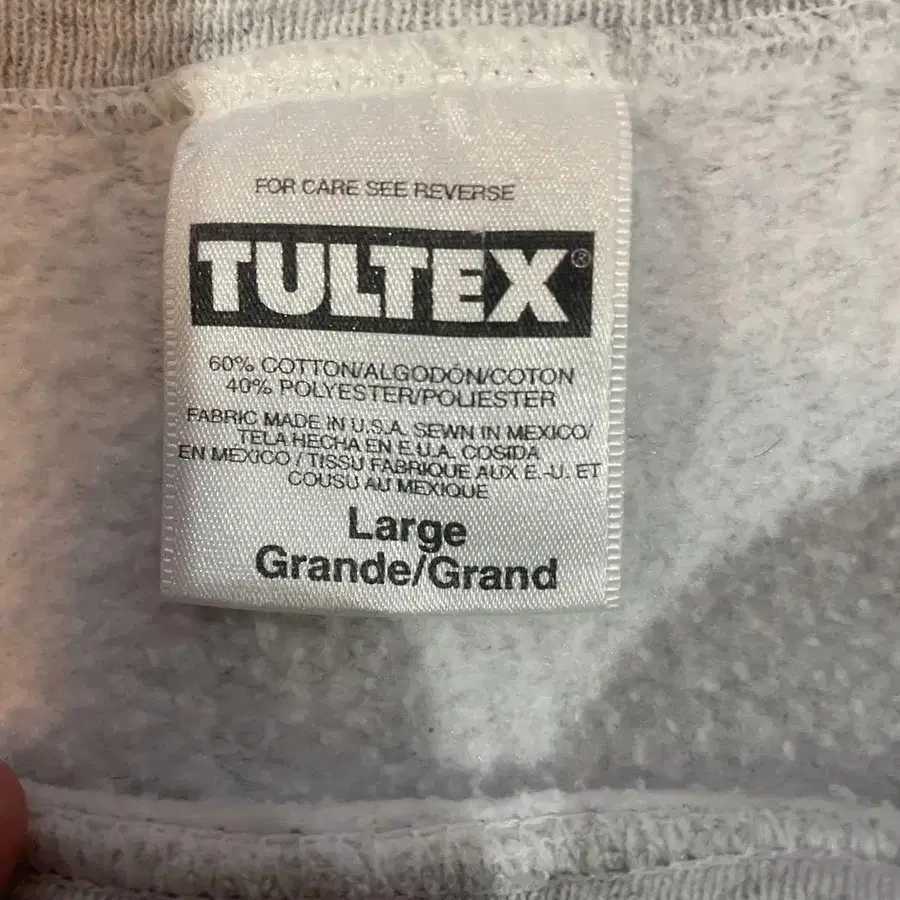 FOR CARE SEE REVERSE
TULTEX®
60% COTTON/ALGODÓN/COTON
40% POLYESTER/POLIESTER
FABRIC MADE IN U.S.A. SEWN IN MEXICO/
TELA HECHA EN E.U.A. COSIDA
EN MEXICO / TISSU FABRIQUE AUX E.-U. ET
COUSU AU MEXIQUE
Large
Grande/Grand